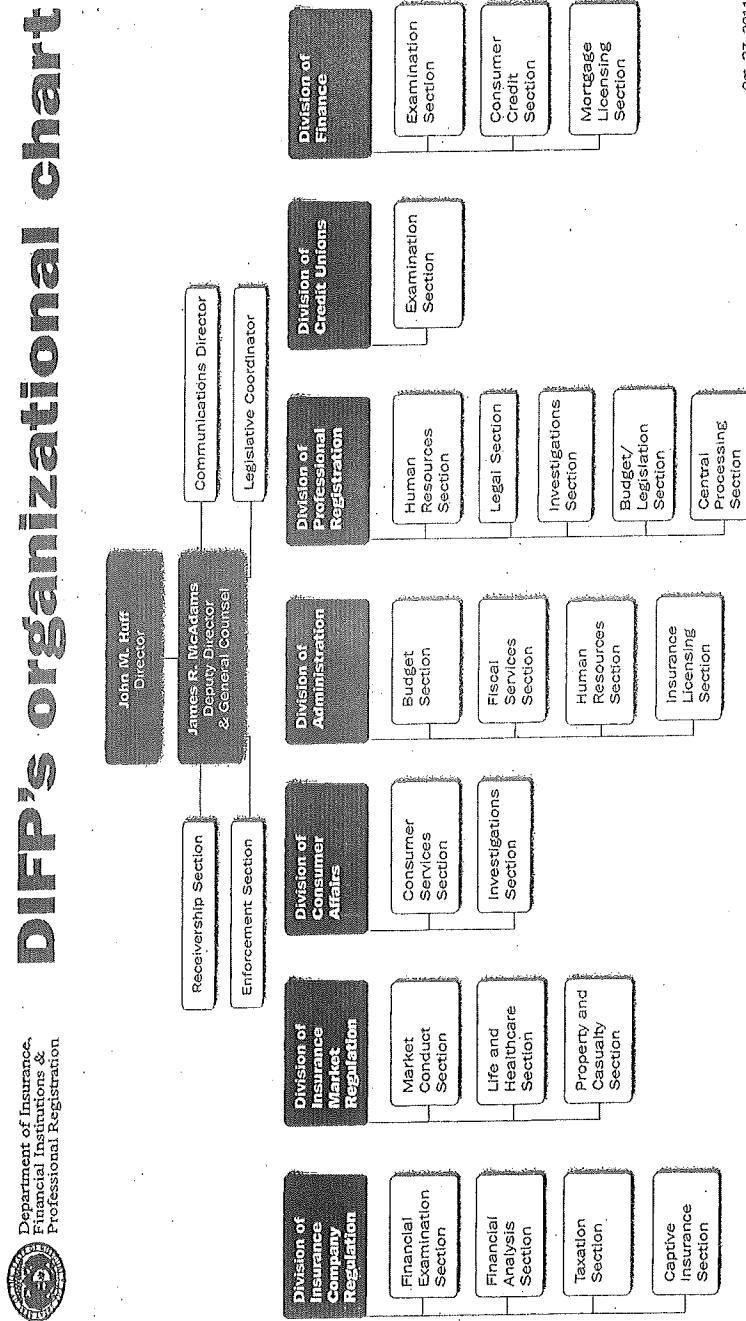 Department of Insurance,
Financial Institutions &
Professional Registration
DIFP's organizational chart
John M. Huff
Director
James R. McAdams
Deputy Director
& General Counsel
Receivership Section
Enforcement Section
Communications Director
Legislative Coordinator
Division of
Insurance
Company
Regulation
Financial
Examination
Section
Financial
Analysis
Section
Taxation
Section
Captive
Insurance
Section
Division of
Insurance
Market
Regulation
Market
Conduct
Section
Life and
Healthcare
Section
Property and
Casualty
Section
Division of
Consumer
Affairs
Consumer
Services
Section
Investigations
Section
Division of
Administration
Budget
Section
Fiscal
Services
Section
Human
Resources
Section
Insurance
Licensing
Section
Division of
Professional
Registration
Human
Resources
Section
Legal Section
Investigations
Section
Budget/
Legislation
Section
Central
Processing
Section
Division of
Credit Unions
Examination
Section
Division of
Finance
Examination
Section
Consumer
Credit
Section
Mortgage
Licensing
Section